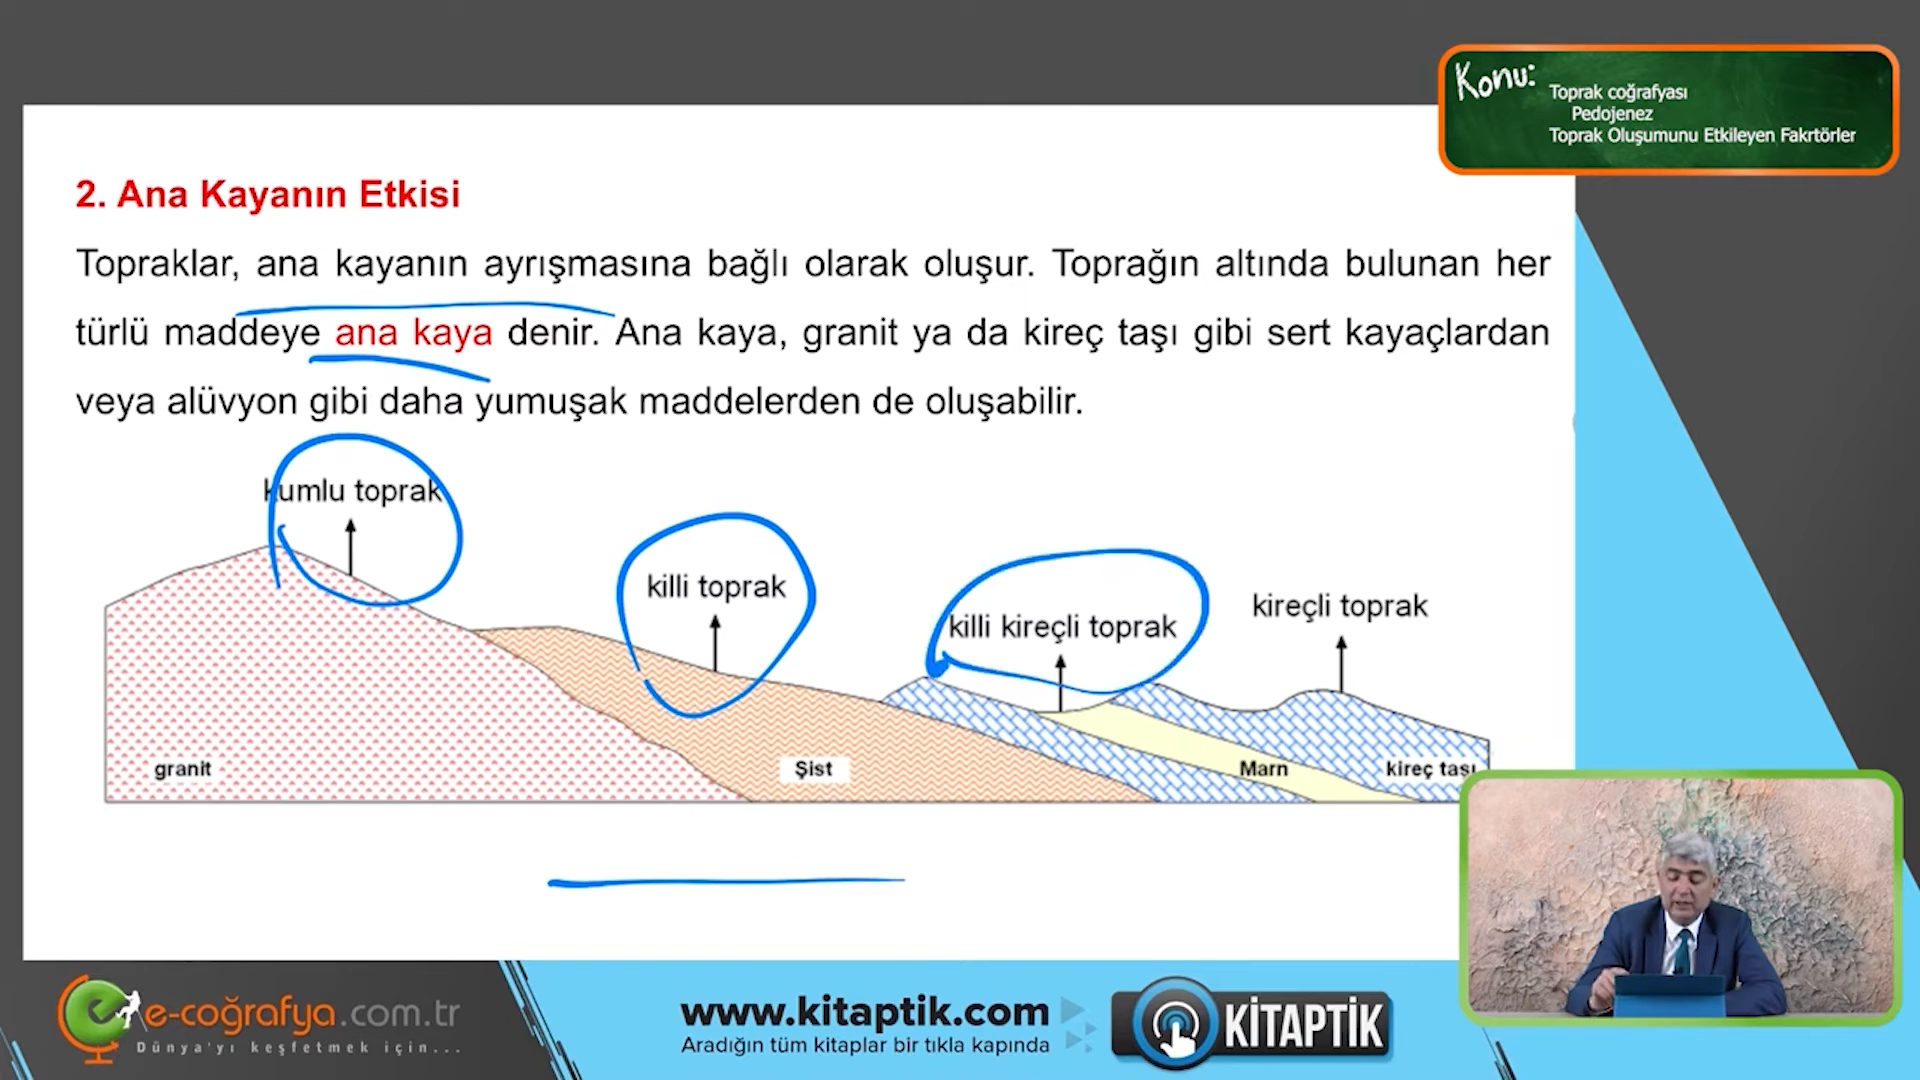 Konu:
Toprak coğrafyası
Pedojenez
Toprak Oluşumunu Etkileyen Fakrtörler
2. Ana Kayanın Etkisi
Topraklar, ana kayanın ayrışmasına bağlı olarak oluşur. Toprağın altında bulunan her
türlü maddeye ana kaya denir. Ana kaya, granit ya da kireç taşı gibi sert kayaçlardan
veya alüvyon gibi daha yumuşak maddelerden de oluşabilir.
kumlu toprak
killi toprak
killi kireçli toprak
kireçli toprak
granit
Şist
Marn
kireç taşı
e-coğrafya.com.tr
Dünya'yı keşfetmek için...
www.kitaptik.com
Aradığın tüm kitaplar bir tıkla kapında
KİTAPTIK